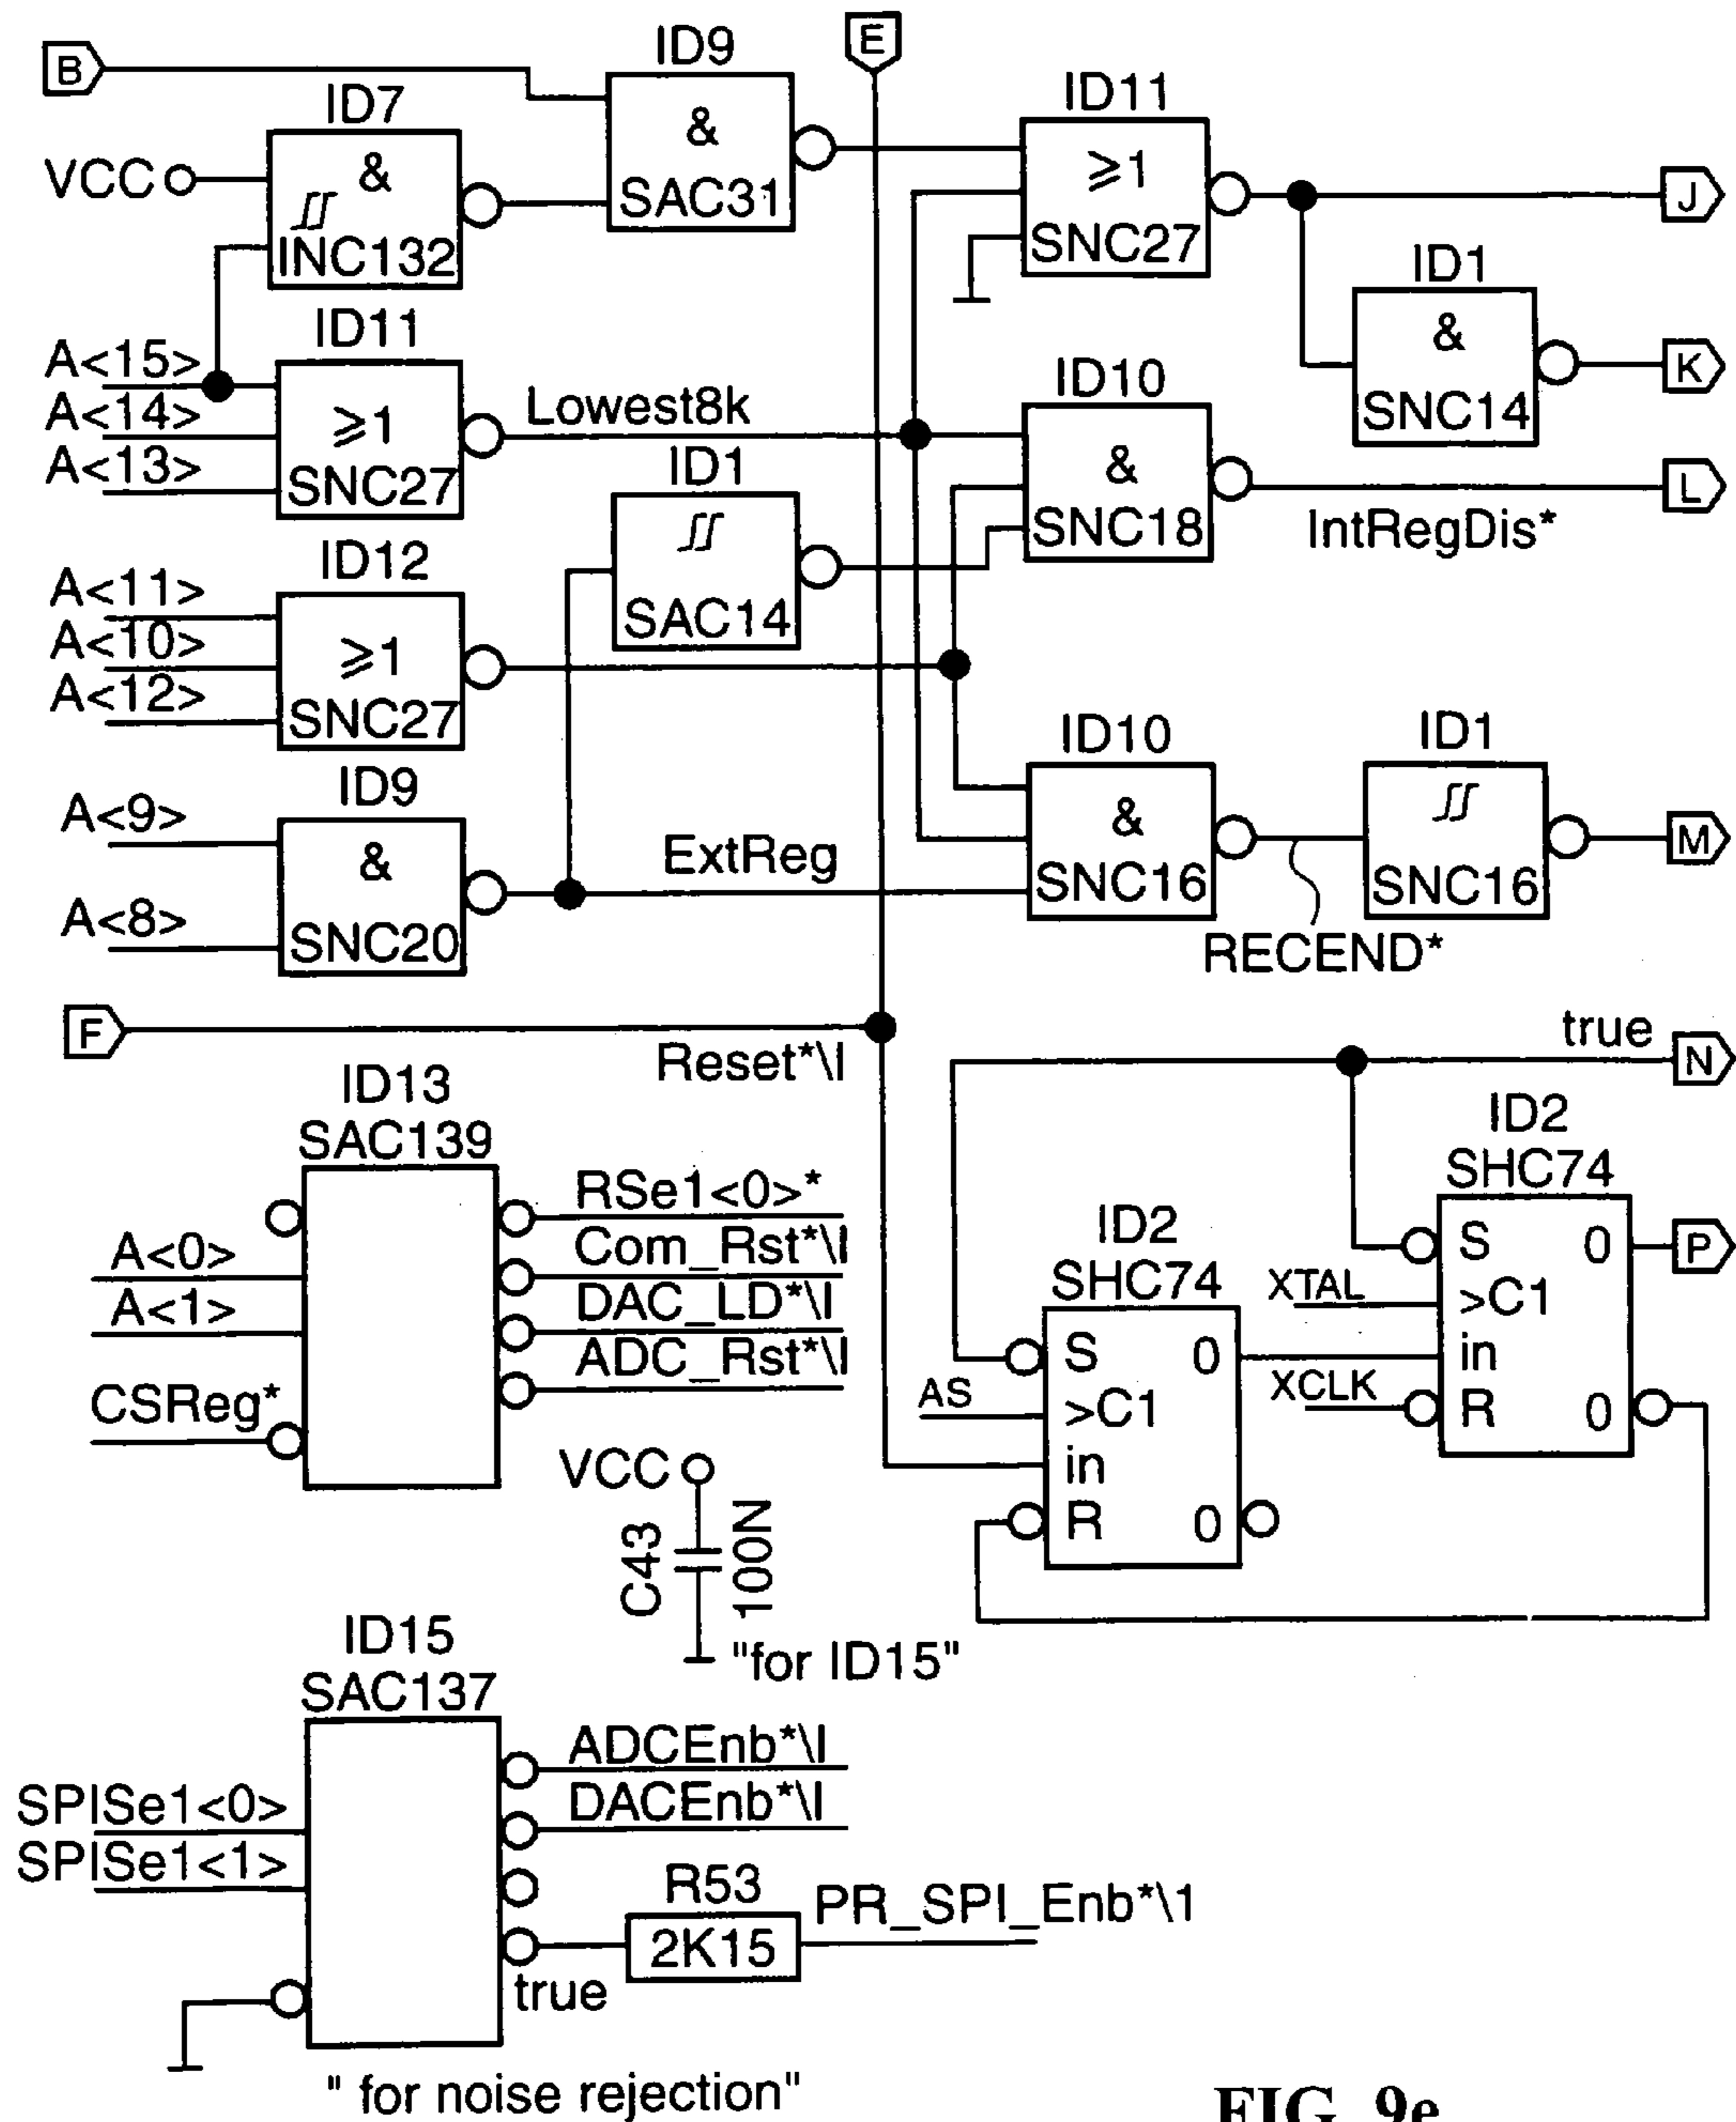 B
E
ID9
&
SAC31
ID7
VCC
&
INC132
ID11
≥1
SNC27
J
ID1
&
SNC14
K
ID11
A<15>
A<14>
A<13>
≥1
SNC27
Lowest8k
ID10
&
SNC18
L
IntRegDis*
ID1
SAC14
ID12
A<11>
A<10>
A<12>
≥1
SNC27
ID9
A<9>
A<8>
&
SNC20
ExtReg
ID10
&
SNC16
ID1
SNC16
M
RECEND*
F
Reset*\I
true
N
ID13
SAC139
A<0>
A<1>
CSReg*
RSe1<0>*
Com_Rst*\I
DAC_LD*\I
ADC_Rst*\I
ID2
SHC74
S 0
>C1
in
R 0
P
XTAL
XCLK
ID2
SHC74
S 0
>C1
in
R 0
AS
VCC
C43
100N
"for ID15"
ID15
SAC137
SPISe1<0>
SPISe1<1>
ADCEnb*\I
DACEnb*\I
R53
2K15
PR_SPI_Enb*\1
true
" for noise rejection"
FIG. 9e